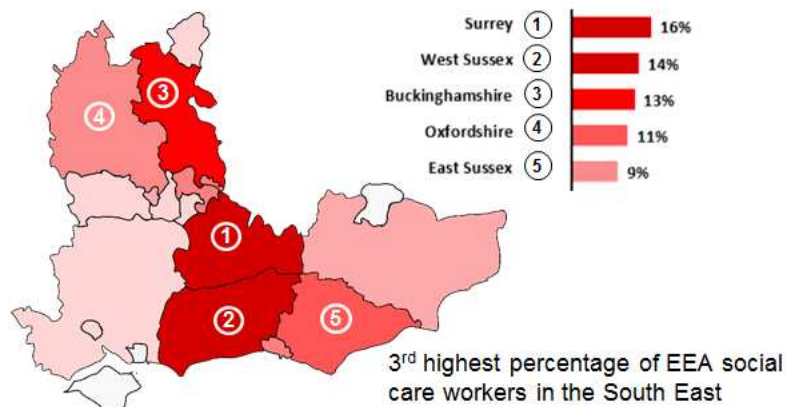 Surrey 1 16%
West Sussex 2 14%
Buckinghamshire 3 13%
Oxfordshire 4 11%
East Sussex 5 9%
3
4
1
2
5
3rd highest percentage of EEA social
care workers in the South East